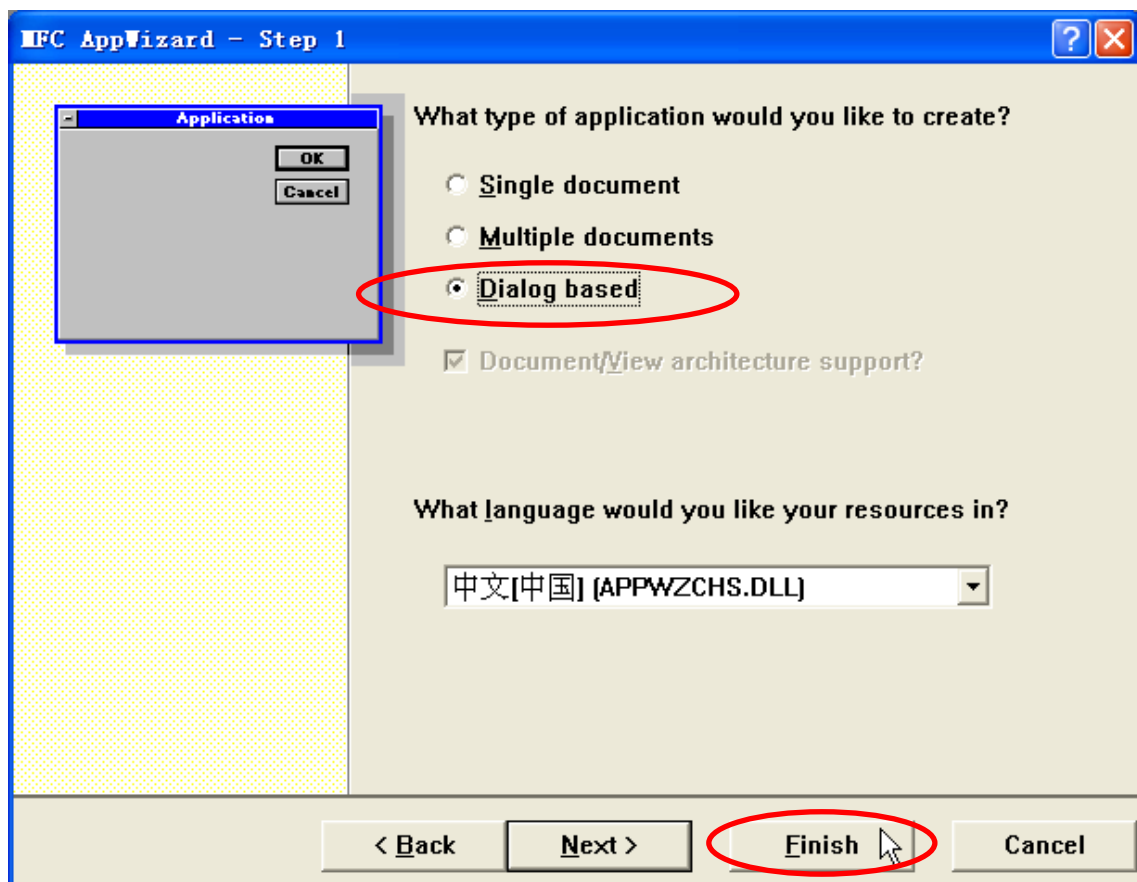 MFC AppWizard - Step 1
Application
OK
Cancel
What type of application would you like to create?
Single document
Multiple documents
Dialog based
Document/View architecture support?
What language would you like your resources in?
中文[中国] (APPWZCHS.DLL)
< Back
Next >
Finish
Cancel